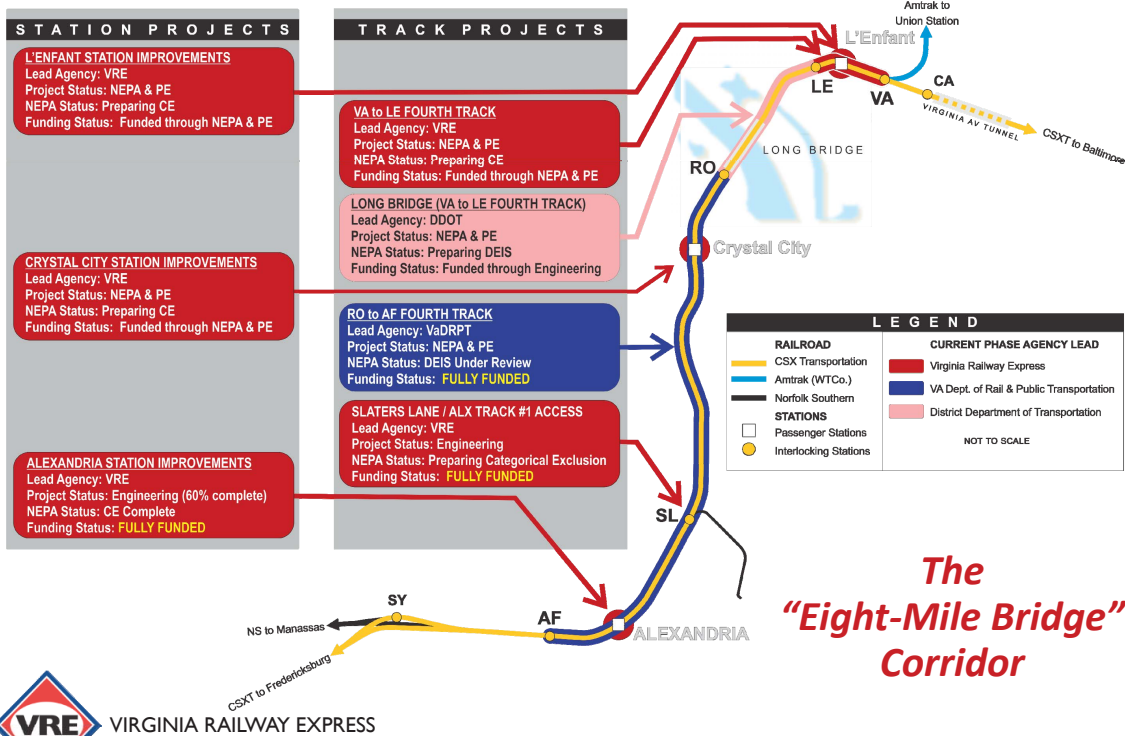 STATION PROJECTS
L'ENFANT STATION IMPROVEMENTS
Lead Agency: VRE
Project Status: NEPA & PE
NEPA Status: Preparing CE
Funding Status: Funded through NEPA & PE
CRYSTAL CITY STATION IMPROVEMENTS
Lead Agency: VRE
Project Status: NEPA & PE
NEPA Status: Preparing CE
Funding Status: Funded through NEPA & PE
ALEXANDRIA STATION IMPROVEMENTS
Lead Agency: VRE
Project Status: Engineering (60% complete)
NEPA Status: CE Complete
Funding Status: FULLY FUNDED
TRACK PROJECTS
VA to LE FOURTH TRACK
Lead Agency: VRE
Project Status: NEPA & PE
NEPA Status: Preparing CE
Funding Status: Funded through NEPA & PE
LONG BRIDGE (VA to LE FOURTH TRACK)
Lead Agency: DDOT
Project Status: NEPA & PE
NEPA Status: Preparing DEIS
Funding Status: Funded through Engineering
RO to AF FOURTH TRACK
Lead Agency: VaDRPT
Project Status: NEPA & PE
NEPA Status: DEIS Under Review
Funding Status: FULLY FUNDED
SLATERS LANE / ALX TRACK #1 ACCESS
Lead Agency: VRE
Project Status: Engineering
NEPA Status: Preparing Categorical Exclusion
Funding Status: FULLY FUNDED
Amtrak to
Union Station
L'Enfant
LE
VA
CA
VIRGINIA AV TUNNEL
CSXT to Baltimore
LONG BRIDGE
RO
Crystal City
SL
ALEXANDRIA
AF
SY
NS to Manassas
CSXT to Fredericksburg
LEGEND
RAILROAD
CSX Transportation
Amtrak (WTCo.)
Norfolk Southern
STATIONS
Passenger Stations
Interlocking Stations
CURRENT PHASE AGENCY LEAD
Virginia Railway Express
VA Dept. of Rail & Public Transportation
District Department of Transportation
NOT TO SCALE
The
“Eight-Mile Bridge”
Corridor
VRE
VIRGINIA RAILWAY EXPRESS